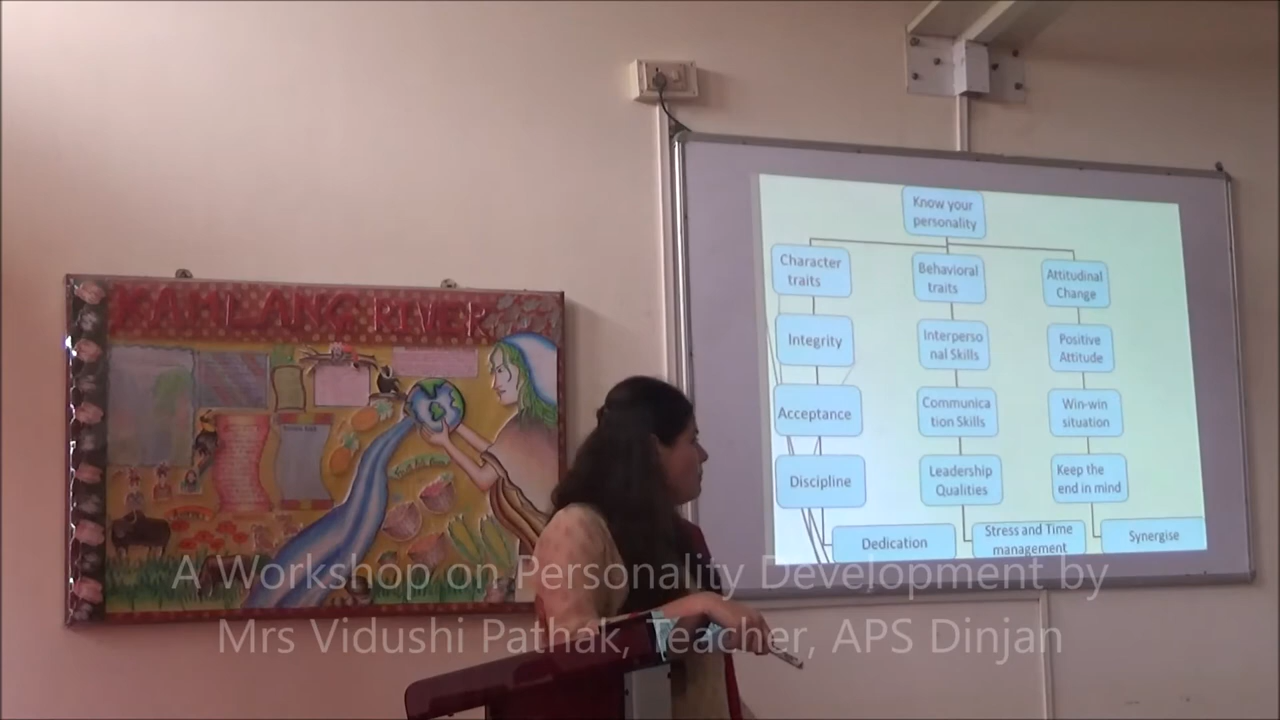 KAMLANG RIVER
Know your
personality
Character
traits
Behavioral
traits
Attitudinal
Change
Integrity
Interperso
nal Skills
Positive
Attitude
Acceptance
Communica
tion Skills
Win-win
situation
Discipline
Leadership
Qualities
Keep the
end in mind
Dedication
Stress and Time
management
Synergise
A Workshop on Personality Development by
Mrs Vidushi Pathak, Teacher, APS Dinjan